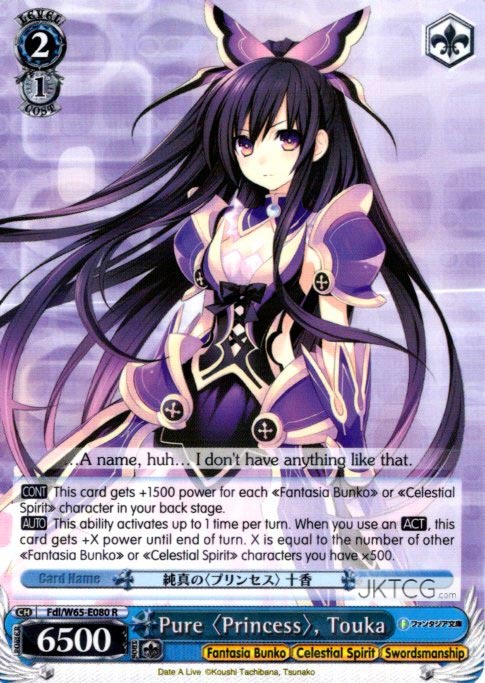 LEVEL
2
1
COST
…A name, huh… I don't have anything like that.
CONT This card gets +1500 power for each «Fantasia Bunko» or «Celestial
Spirit» character in your back stage.
AUTO This ability activates up to 1 time per turn. When you use an ACT, this
card gets +X power until end of turn. X is equal to the number of other
«Fantasia Bunko» or «Celestial Spirit» characters you have ×500.
Card Name 純真の〈プリンセス〉十香
JKTCG.com
CH FdI/W65-E080 R
POWER 6500 SOUL Pure 〈Princess〉, Touka F ファンタジア文庫
Fantasia Bunko Celestial Spirit Swordsmanship
Date A Live ©Koushi Tachibana, Tsunako